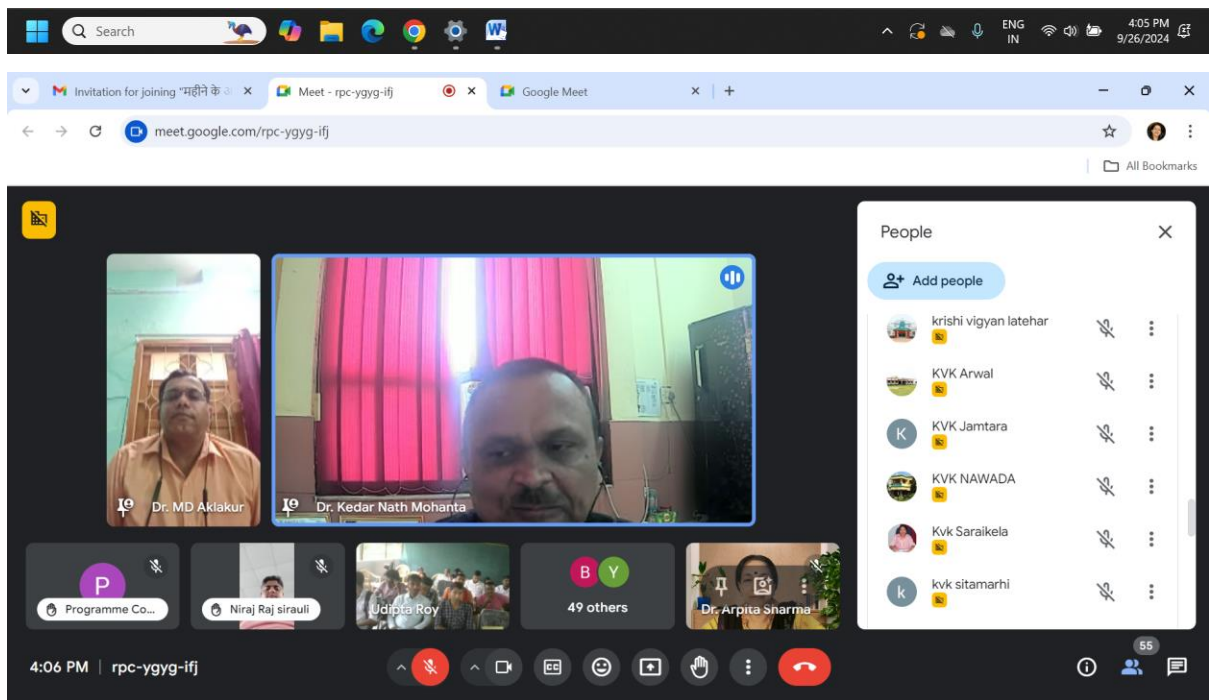 Search
ENG
IN
4:05 PM
9/26/2024
Invitation for joining "महीने के
Meet - rpc-ygyg-ifj
Google Meet
meet.google.com/rpc-ygyg-ifj
All Bookmarks
People
Add people
krishi vigyan latehar
KVK Arwal
K
KVK Jamtara
KVK NAWADA
Kvk Saraikela
k
kvk sitamarhi
Dr. MD Aklakur
Dr. Kedar Nath Mohanta
P
Programme Co...
Niraj Raj sirauli
Udipta Roy
B Y
49 others
Dr. Arpita Sharma
4:06 PM | rpc-ygyg-ifj
CC
55